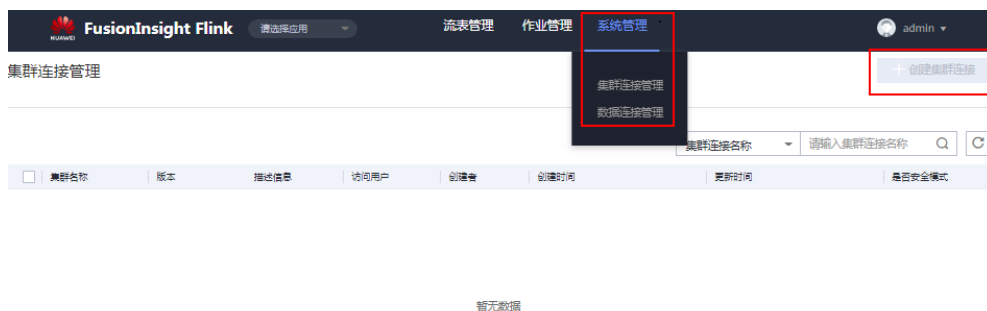 HUAWEI FusionInsight Flink 请选择应用 流表管理 作业管理 系统管理 admin
集群连接管理 创建集群连接
集群连接管理
数据连接管理
集群连接名称 请输入集群连接名称
集群名称 版本 描述信息 访问用户 创建者 创建时间 更新时间 是否安全模式
暂无数据